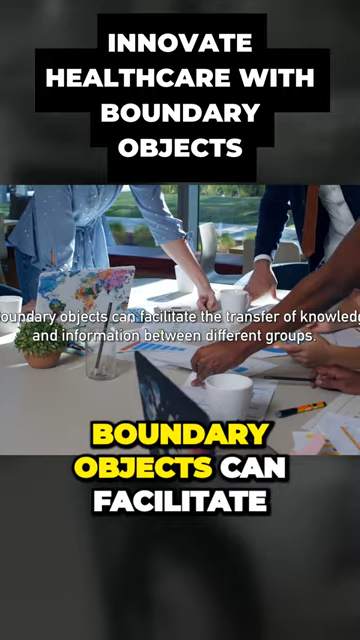 INNOVATE
HEALTHCARE WITH
BOUNDARY
OBJECTS
oundary objects can facilitate the transfer of knowledg
and information between different groups.
BOUNDARY
OBJECTS CAN
FACILITATE